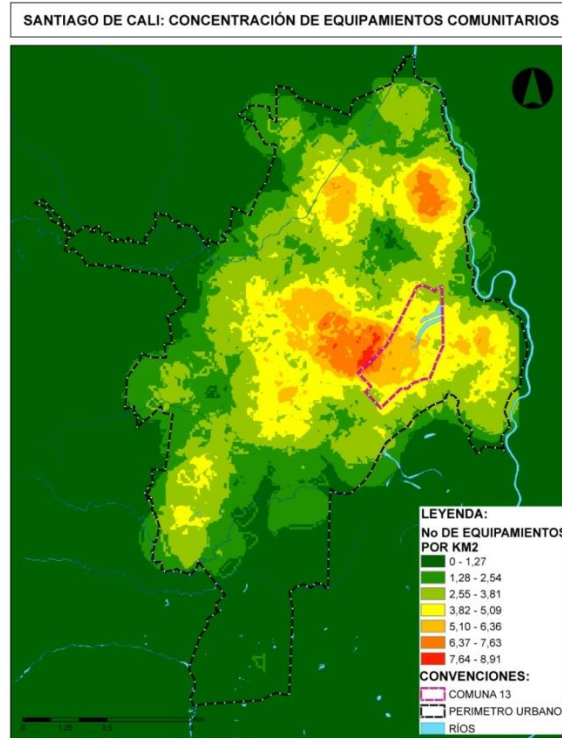 SANTIAGO DE CALI: CONCENTRACIÓN DE EQUIPAMIENTOS COMUNITARIOS
LEYENDA:
No DE EQUIPAMIENTOS
POR KM2
0 - 1,27
1,28 - 2,54
2,55 - 3,81
3,82 - 5,09
5,10 - 6,36
6,37 - 7,63
7,64 - 8,91
CONVENCIONES:
COMUNA 13
PERIMETRO URBANO
RÍOS
0 1.25 2.5